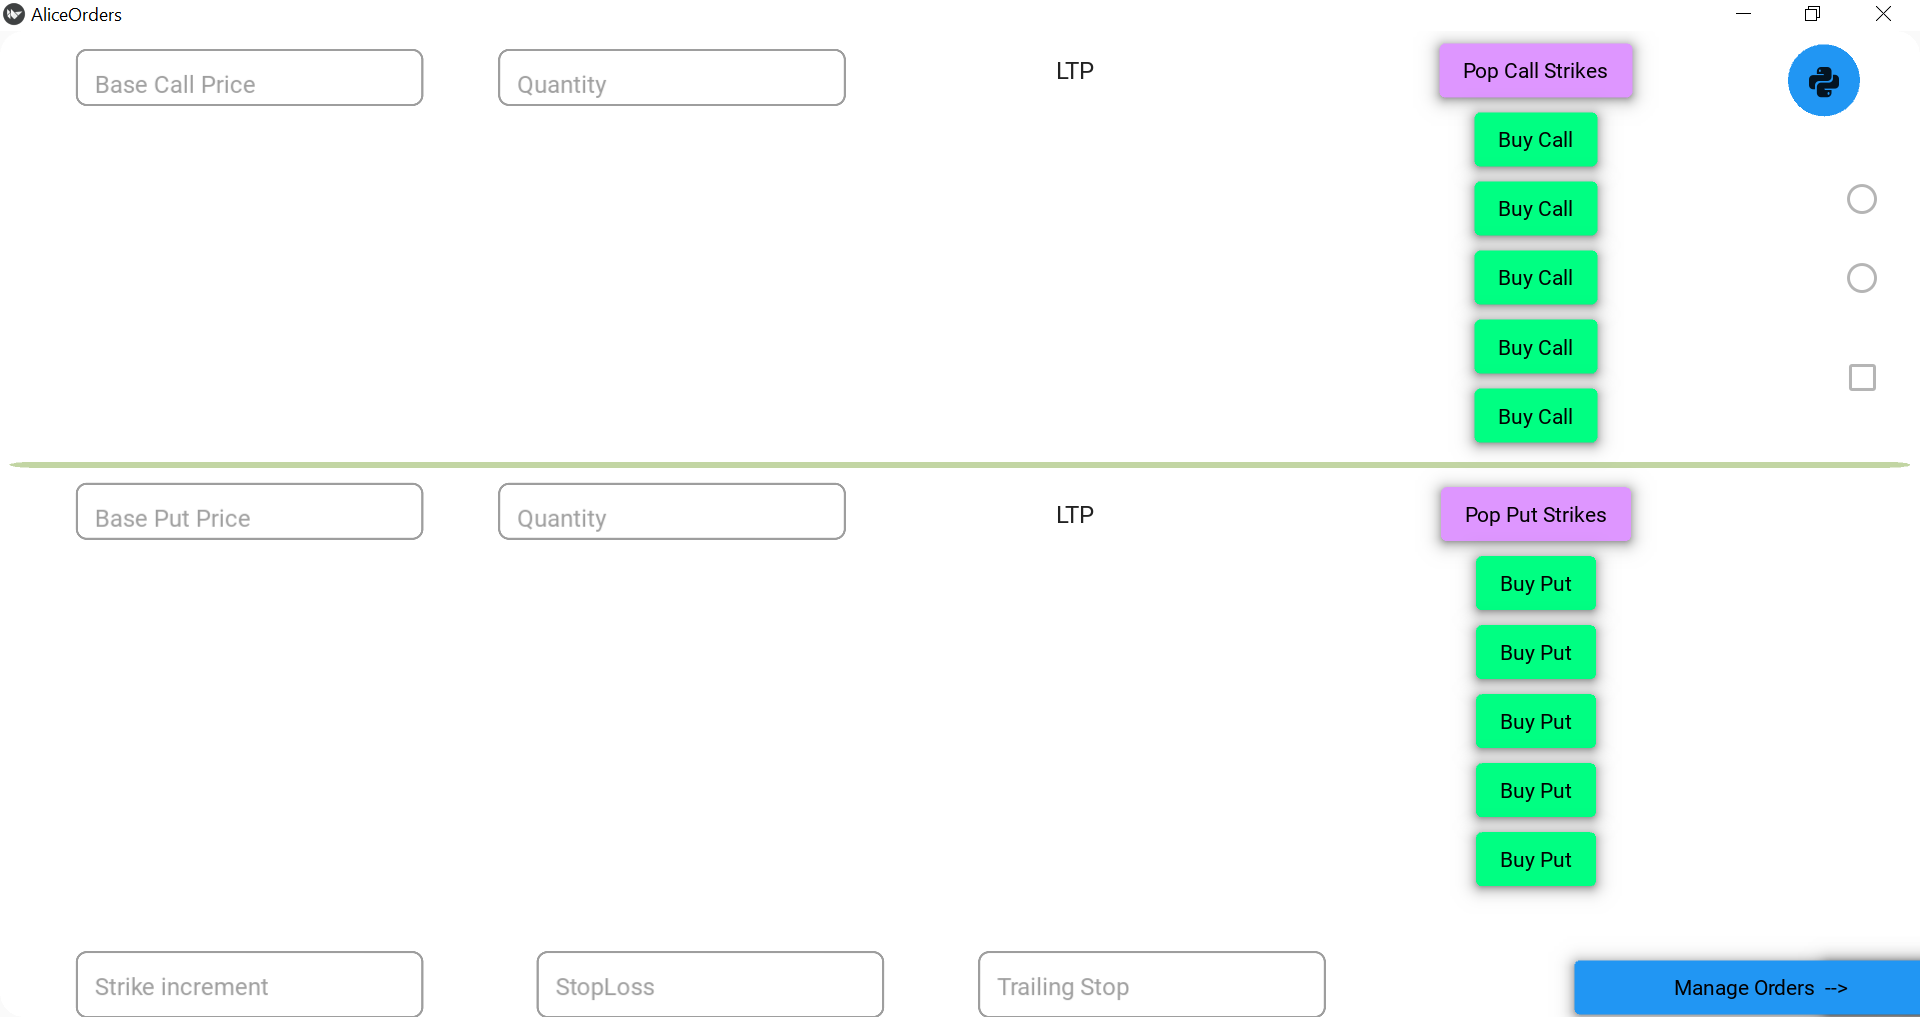 AliceOrders
Base Call Price
Quantity
LTP
Pop Call Strikes
Buy Call
Buy Call
Buy Call
Buy Call
Buy Call
Base Put Price
Quantity
LTP
Pop Put Strikes
Buy Put
Buy Put
Buy Put
Buy Put
Buy Put
Strike increment
StopLoss
Trailing Stop
Manage Orders -->